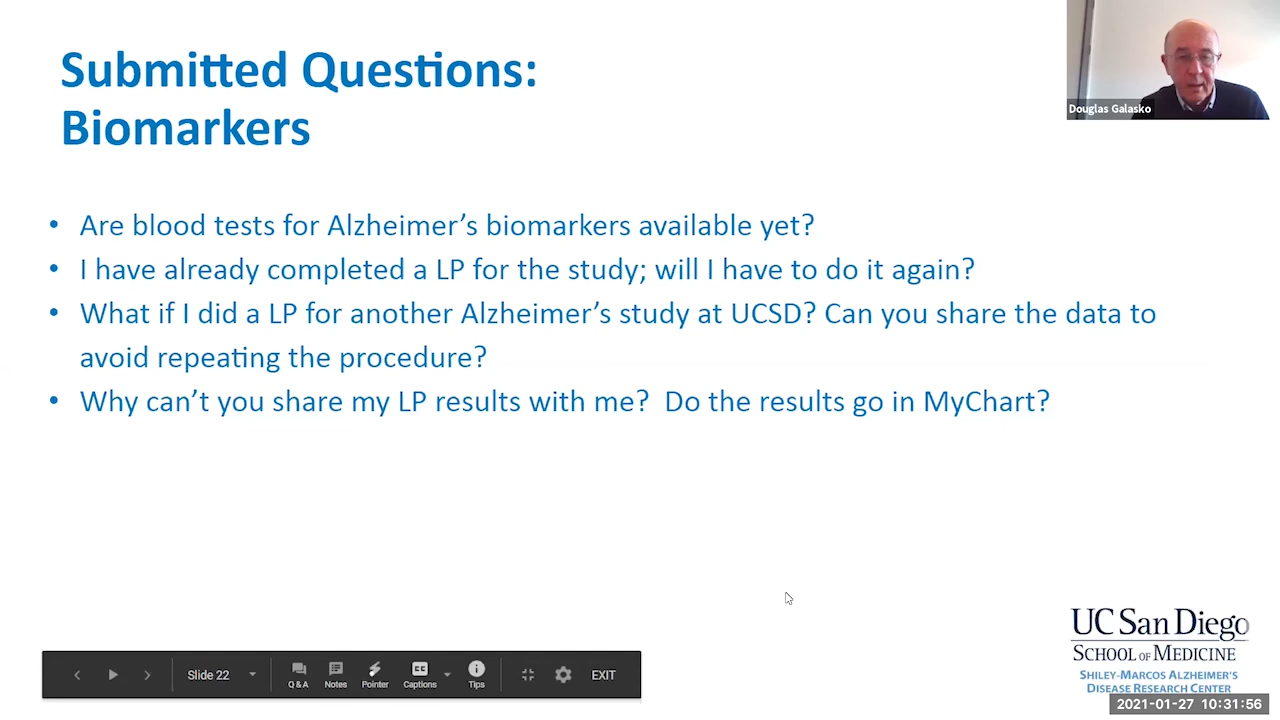 Submitted Questions:
Biomarkers
Douglas Galasko
• Are blood tests for Alzheimer’s biomarkers available yet?
• I have already completed a LP for the study; will I have to do it again?
• What if I did a LP for another Alzheimer’s study at UCSD? Can you share the data to
avoid repeating the procedure?
• Why can’t you share my LP results with me?  Do the results go in MyChart?
UC San Diego
SCHOOL OF MEDICINE
SHILEY-MARCOS ALZHEIMER’S
DISEASE RESEARCH CENTER
Slide 22
Q & A
Notes
Pointer
CC
Captions
Tips
EXIT
2021-01-27 10:31:56